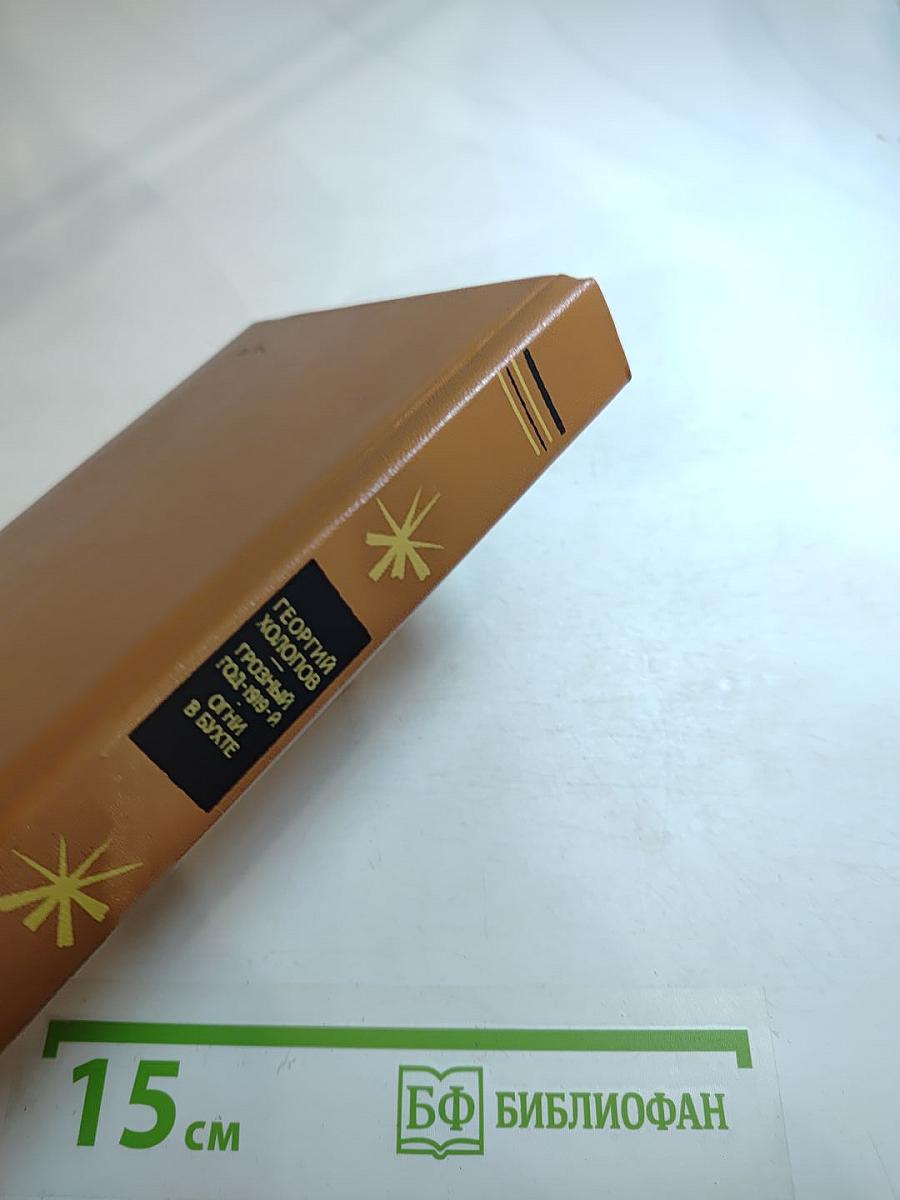 ГЕОРГИЙ
ХОЛОПОВ
—
ГРОЗНЫЙ
ГОД-1919-Й
·
ОГНИ
В БУХТЕ
15 см
БФ БИБЛИОФАН